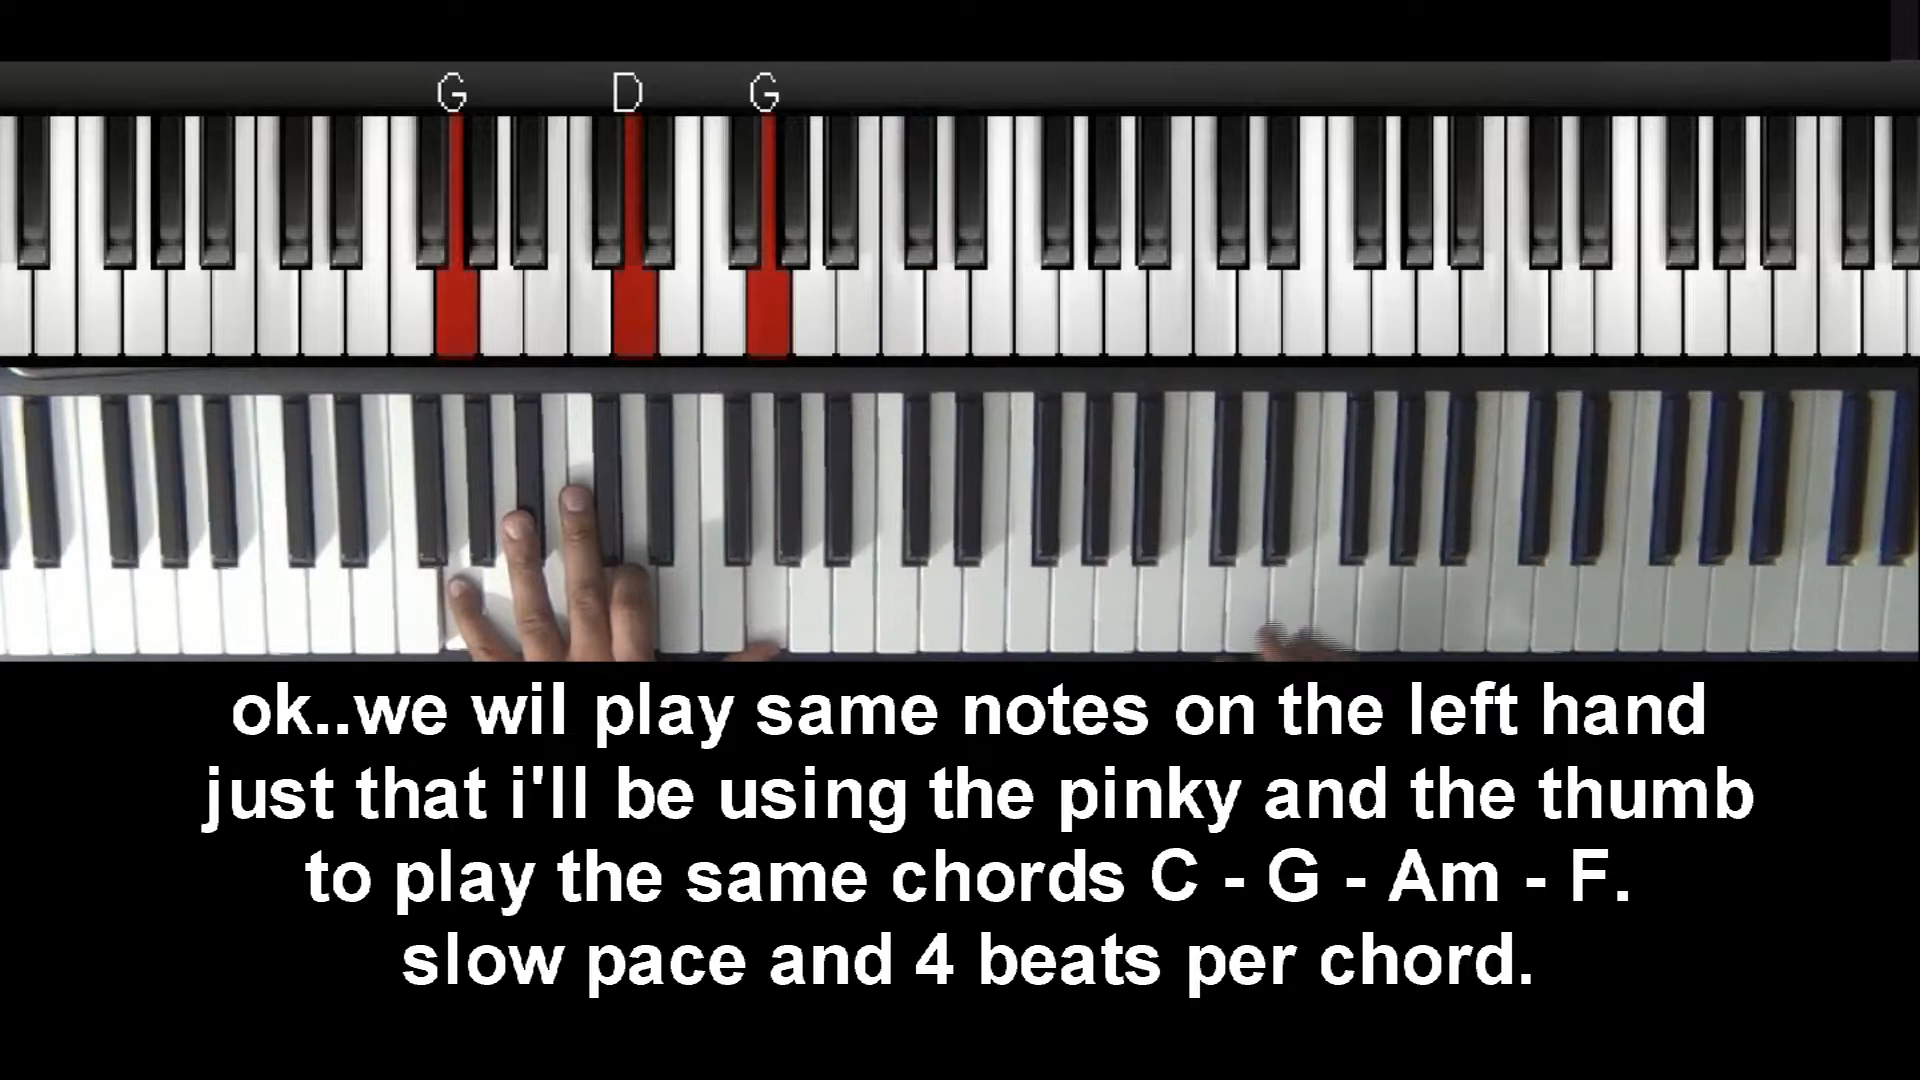 G D G
ok..we wil play same notes on the left hand
just that i'll be using the pinky and the thumb
to play the same chords C - G - Am - F.
slow pace and 4 beats per chord.